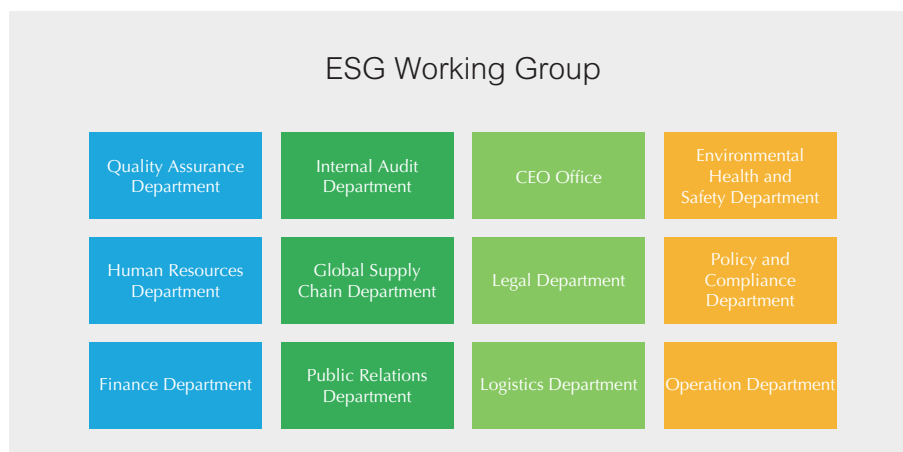 ESG Working Group
Quality Assurance
Department
Internal Audit
Department
CEO Office
Environmental
Health and
Safety Department
Human Resources
Department
Global Supply
Chain Department
Legal Department
Policy and
Compliance
Department
Finance Department
Public Relations
Department
Logistics Department
Operation Department